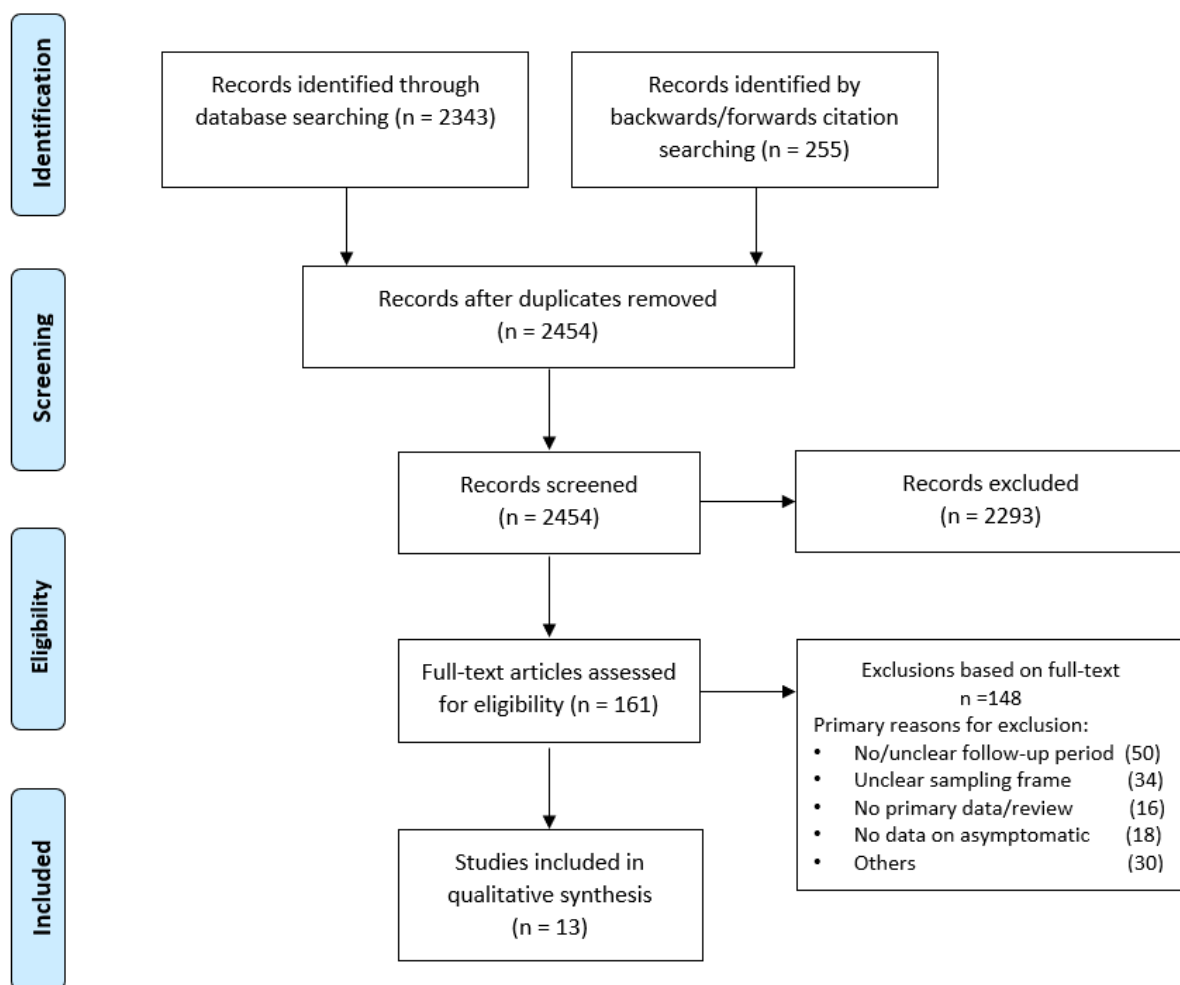 Identification
Records identified through
database searching (n = 2343)
Records identified by
backwards/forwards citation
searching (n = 255)
Screening
Records after duplicates removed
(n = 2454)
Records screened
(n = 2454)
Records excluded
(n = 2293)
Eligibility
Full-text articles assessed
for eligibility (n = 161)
Exclusions based on full-text
n =148
Primary reasons for exclusion:
• No/unclear follow-up period (50)
• Unclear sampling frame (34)
• No primary data/review (16)
• No data on asymptomatic (18)
• Others (30)
Included
Studies included in
qualitative synthesis
(n = 13)